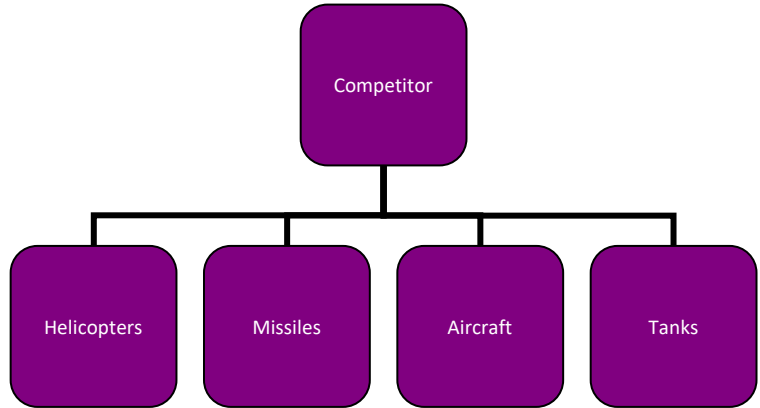 Competitor
Helicopters
Missiles
Aircraft
Tanks